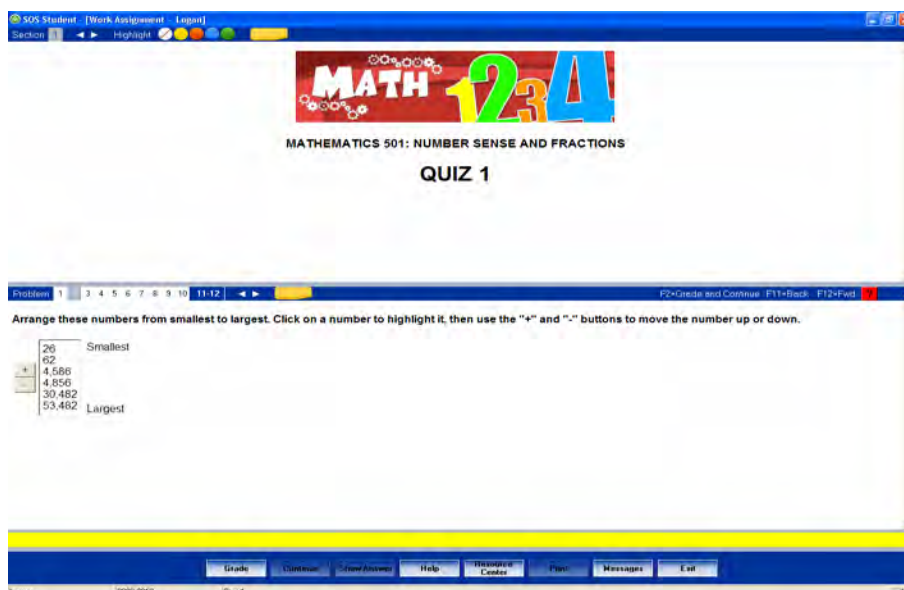 SOS Student - [Work Assignment - Logan]
Section 1 Highlight
MATH 1234
MATHEMATICS 501: NUMBER SENSE AND FRACTIONS
QUIZ 1
Problem 1 3 4 5 6 7 8 9 10 11-12 F2=Grade and Continue F11=Back F12=Fwd ?
Arrange these numbers from smallest to largest. Click on a number to highlight it, then use the "+" and "-" buttons to move the number up or down.
26 Smallest
62
+ 4,586
- 4,856
30,482
53,482 Largest
Grade Continue Show Answer Help Resource Center Print Messages Exit